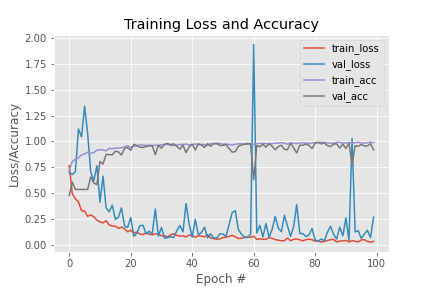 Training Loss and Accuracy
2.00
1.75
1.50
1.25
1.00
0.75
0.50
0.25
0.00
Loss/Accuracy
train_loss
val_loss
train_acc
val_acc
0 20 40 60 80 100
Epoch #